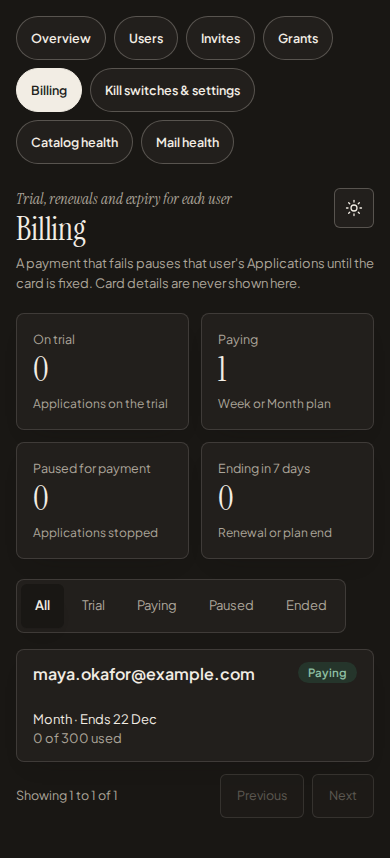 Overview Users Invites Grants
Billing Kill switches & settings
Catalog health Mail health
Trial, renewals and expiry for each user
Billing
A payment that fails pauses that user's Applications until the
card is fixed. Card details are never shown here.
On trial
0
Applications on the trial
Paying
1
Week or Month plan
Paused for payment
0
Applications stopped
Ending in 7 days
0
Renewal or plan end
All Trial Paying Paused Ended
maya.okafor@example.com Paying
Month · Ends 22 Dec
0 of 300 used
Showing 1 to 1 of 1 Previous Next